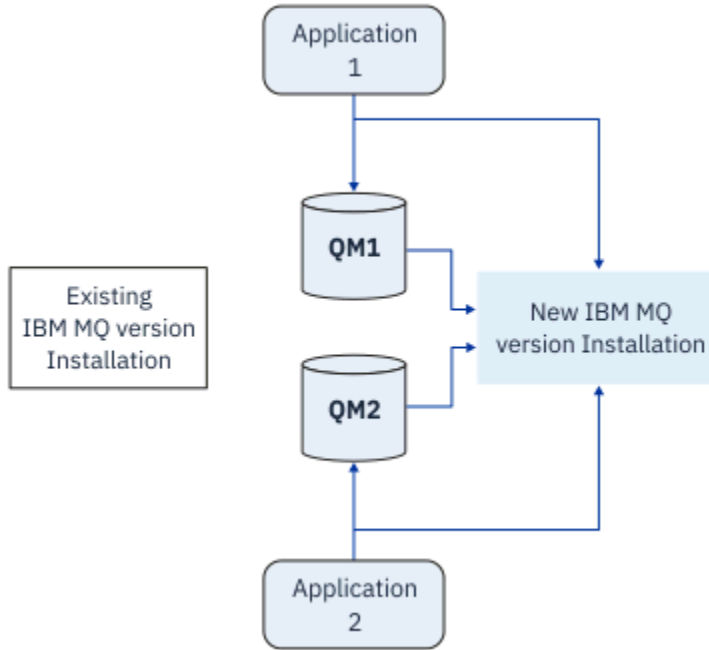 Application
1
QM1
Existing
IBM MQ version
Installation
New IBM MQ
version Installation
QM2
Application
2